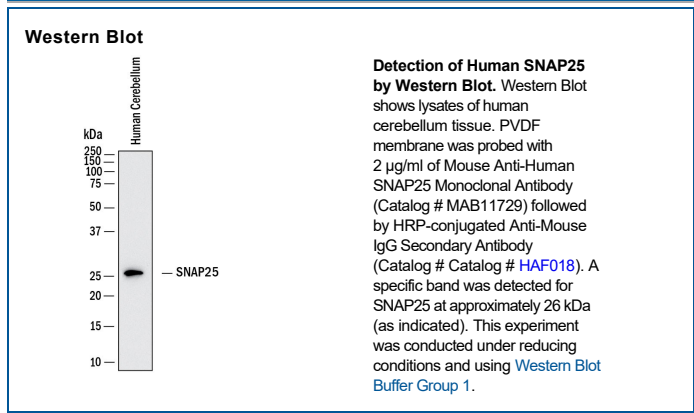 Western Blot
Human Cerebellum
kDa
250
150
100
75
50
37
25
20
15
10
SNAP25
Detection of Human SNAP25
by Western Blot. Western Blot
shows lysates of human
cerebellum tissue. PVDF
membrane was probed with
2 µg/ml of Mouse Anti-Human
SNAP25 Monoclonal Antibody
(Catalog # MAB11729) followed
by HRP-conjugated Anti-Mouse
IgG Secondary Antibody
(Catalog # Catalog # HAF018). A
specific band was detected for
SNAP25 at approximately 26 kDa
(as indicated). This experiment
was conducted under reducing
conditions and using Western Blot
Buffer Group 1.